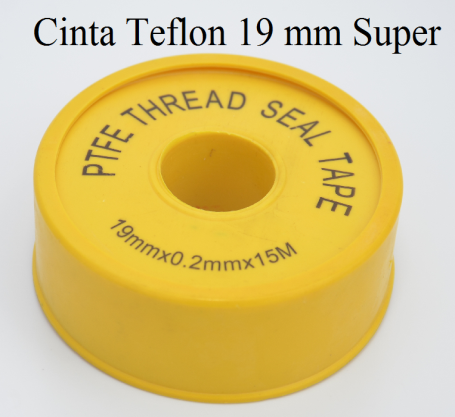 Cinta Teflon 19 mm Super
PTFE THREAD SEAL TAPE
19mmx0.2mmx15M